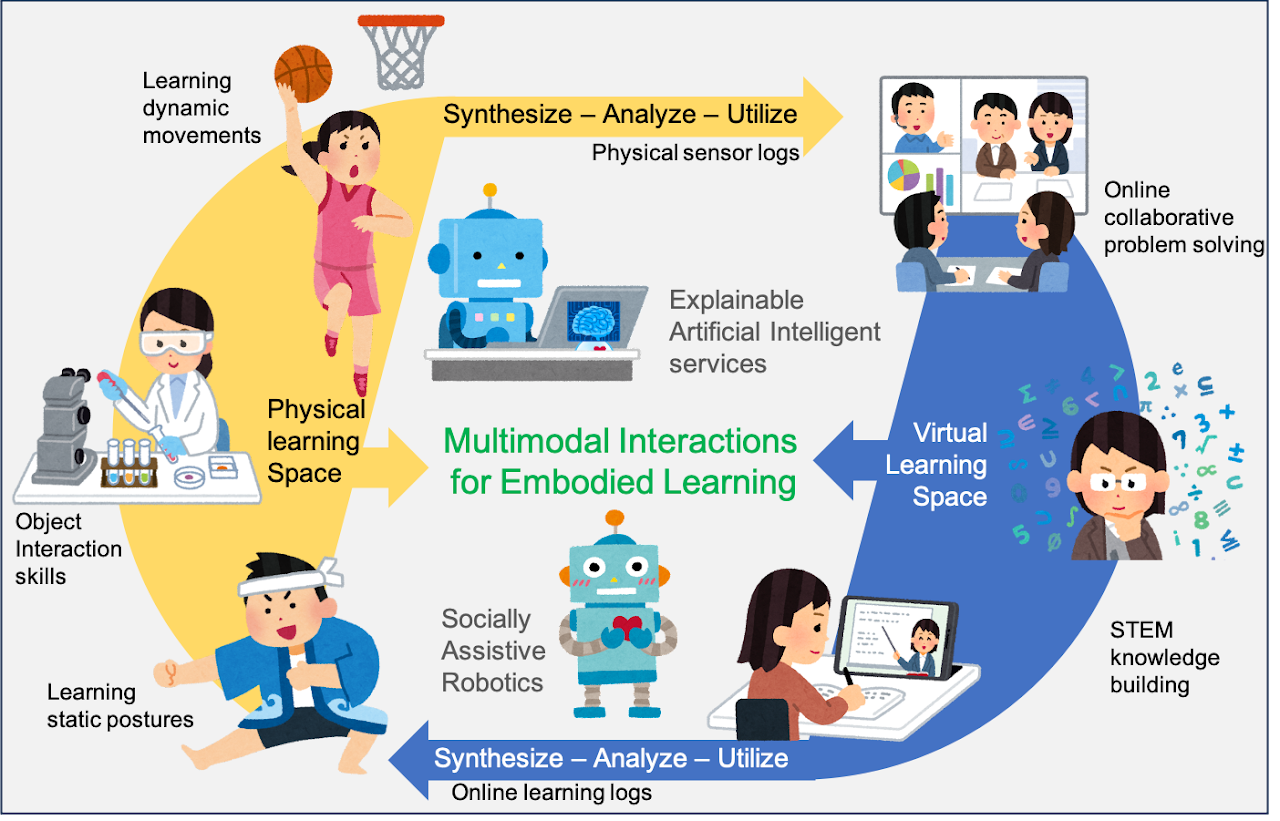 Learning
dynamic
movements
Synthesize – Analyze – Utilize
Physical sensor logs
Online
collaborative
problem solving
Explainable
Artificial Intelligent
services
Physical
learning
Space
Multimodal Interactions
for Embodied Learning
Virtual
Learning
Space
Object
Interaction
skills
Socially
Assistive
Robotics
STEM
knowledge
building
Learning
static postures
Synthesize – Analyze – Utilize
Online learning logs